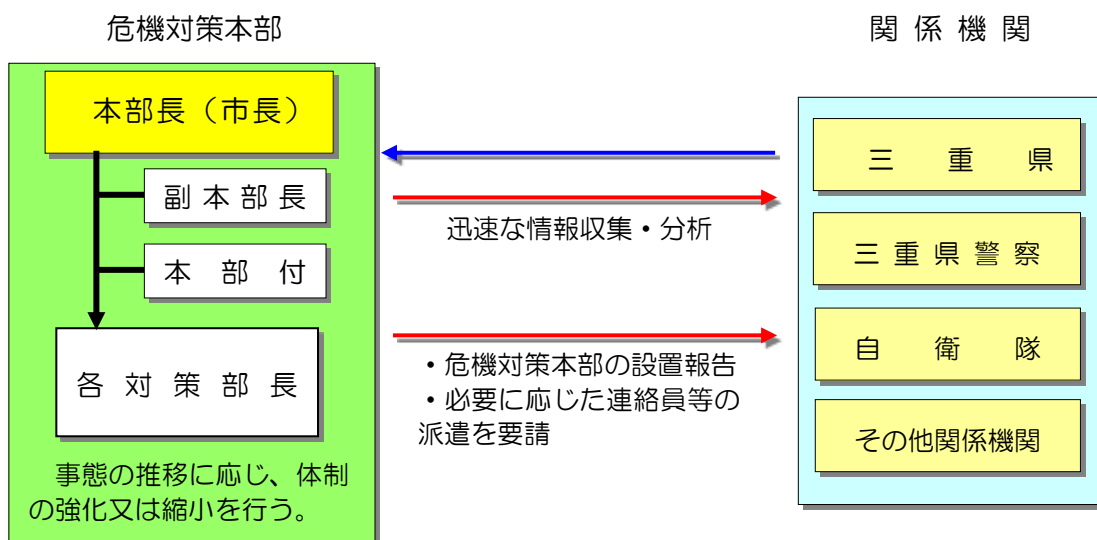 危機対策本部
本部長（市長）
副本部長
本部付
各対策部長
事態の推移に応じ、体制
の強化又は縮小を行う。
迅速な情報収集・分析
・危機対策本部の設置報告
・必要に応じた連絡員等の
派遣を要請
関係機関
三重県
三重県警察
自衛隊
その他関係機関